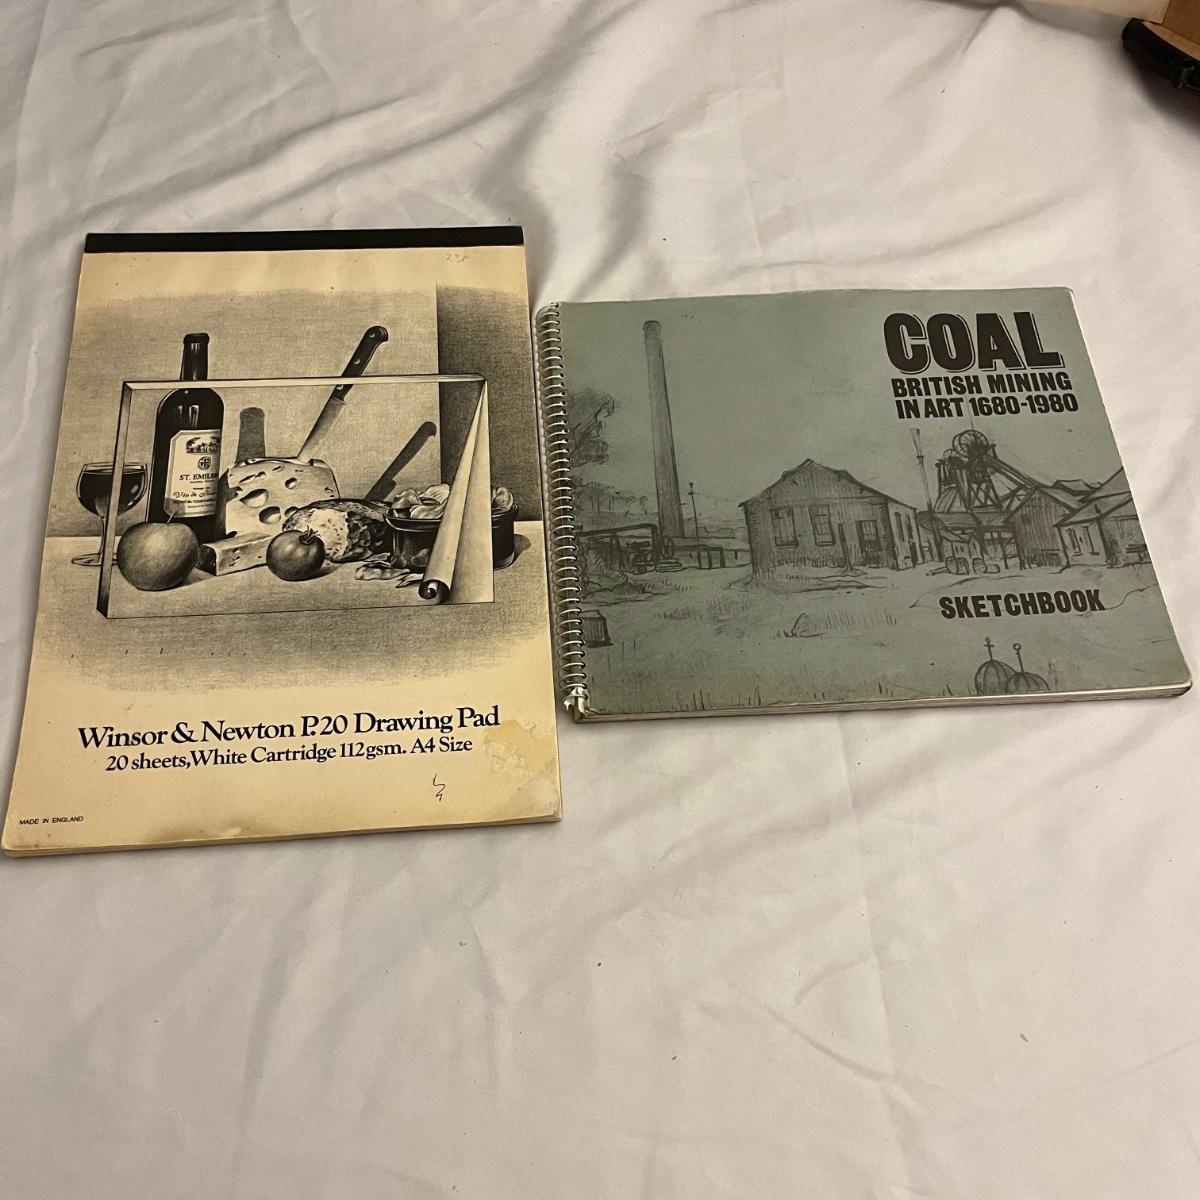 23p
ST. EMIL
Winsor & Newton P.20 Drawing Pad
20 sheets, White Cartridge 112gsm. A4 Size
MADE IN ENGLAND
COAL
BRITISH MINING
IN ART 1680-1980
SKETCHBOOK